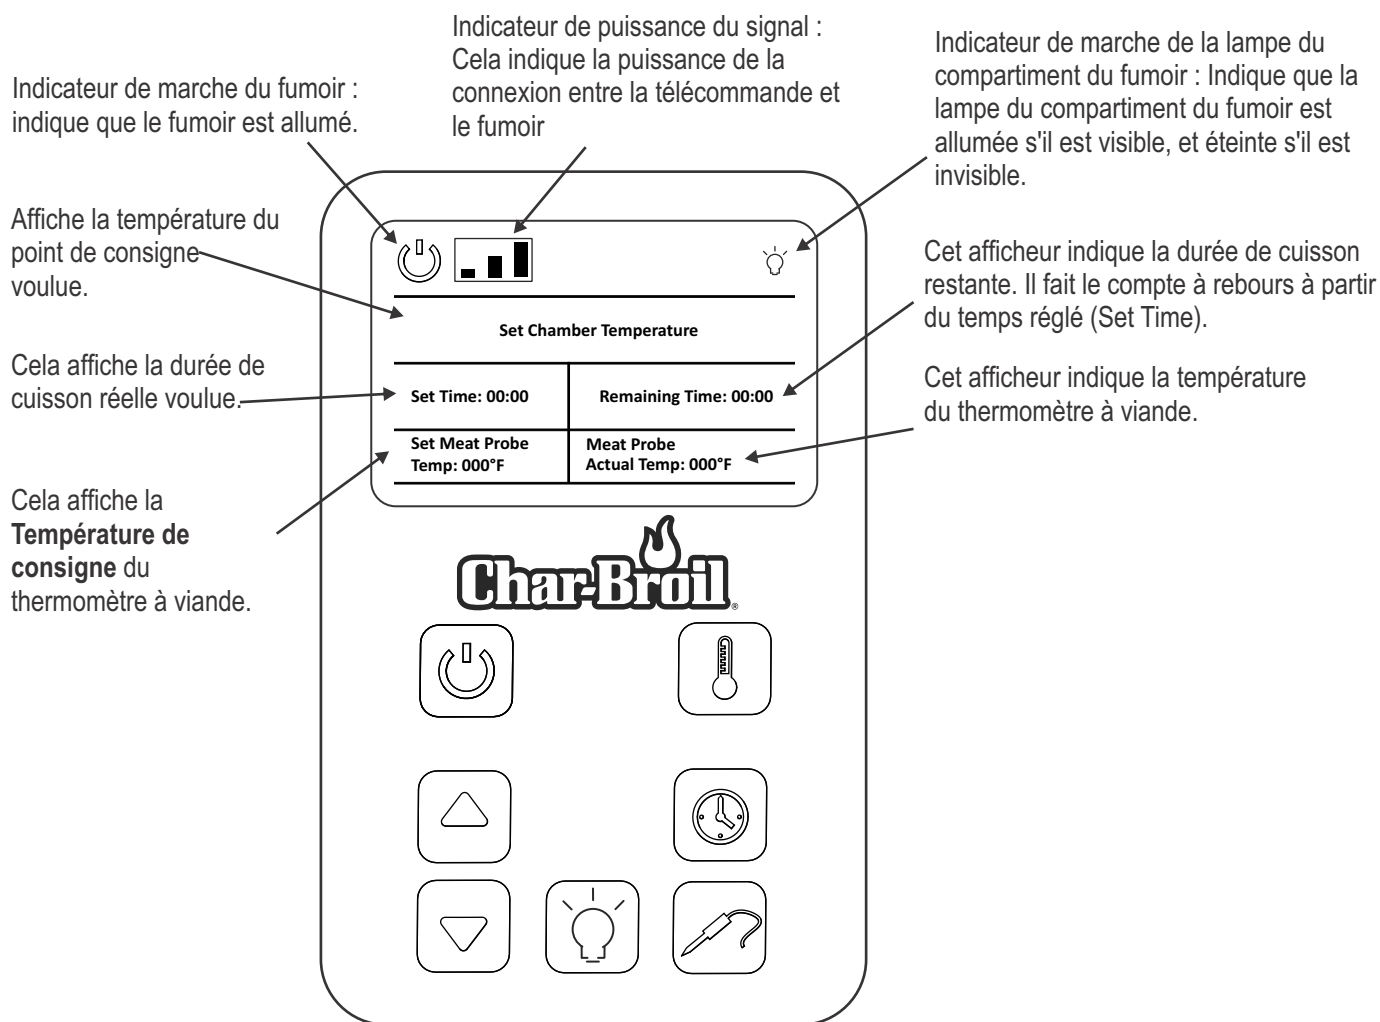 Indicateur de puissance du signal :
Cela indique la puissance de la
connexion entre la télécommande et
le fumoir
Indicateur de marche de la lampe du
compartiment du fumoir : Indique que la
lampe du compartiment du fumoir est
allumée s'il est visible, et éteinte s'il est
invisible.
Indicateur de marche du fumoir :
indique que le fumoir est allumé.
Affiche la température du
point de consigne
voulue.
Cet afficheur indique la durée de cuisson
restante. Il fait le compte à rebours à partir
du temps réglé (Set Time).
Set Chamber Temperature
Cela affiche la durée de
cuisson réelle voulue.
Set Time: 00:00
Remaining Time: 00:00
Cet afficheur indique la température
du thermomètre à viande.
Set Meat Probe
Temp: 000°F
Meat Probe
Actual Temp: 000°F
Cela affiche la
Température de
consigne du
thermomètre à viande.
Char-Broil®